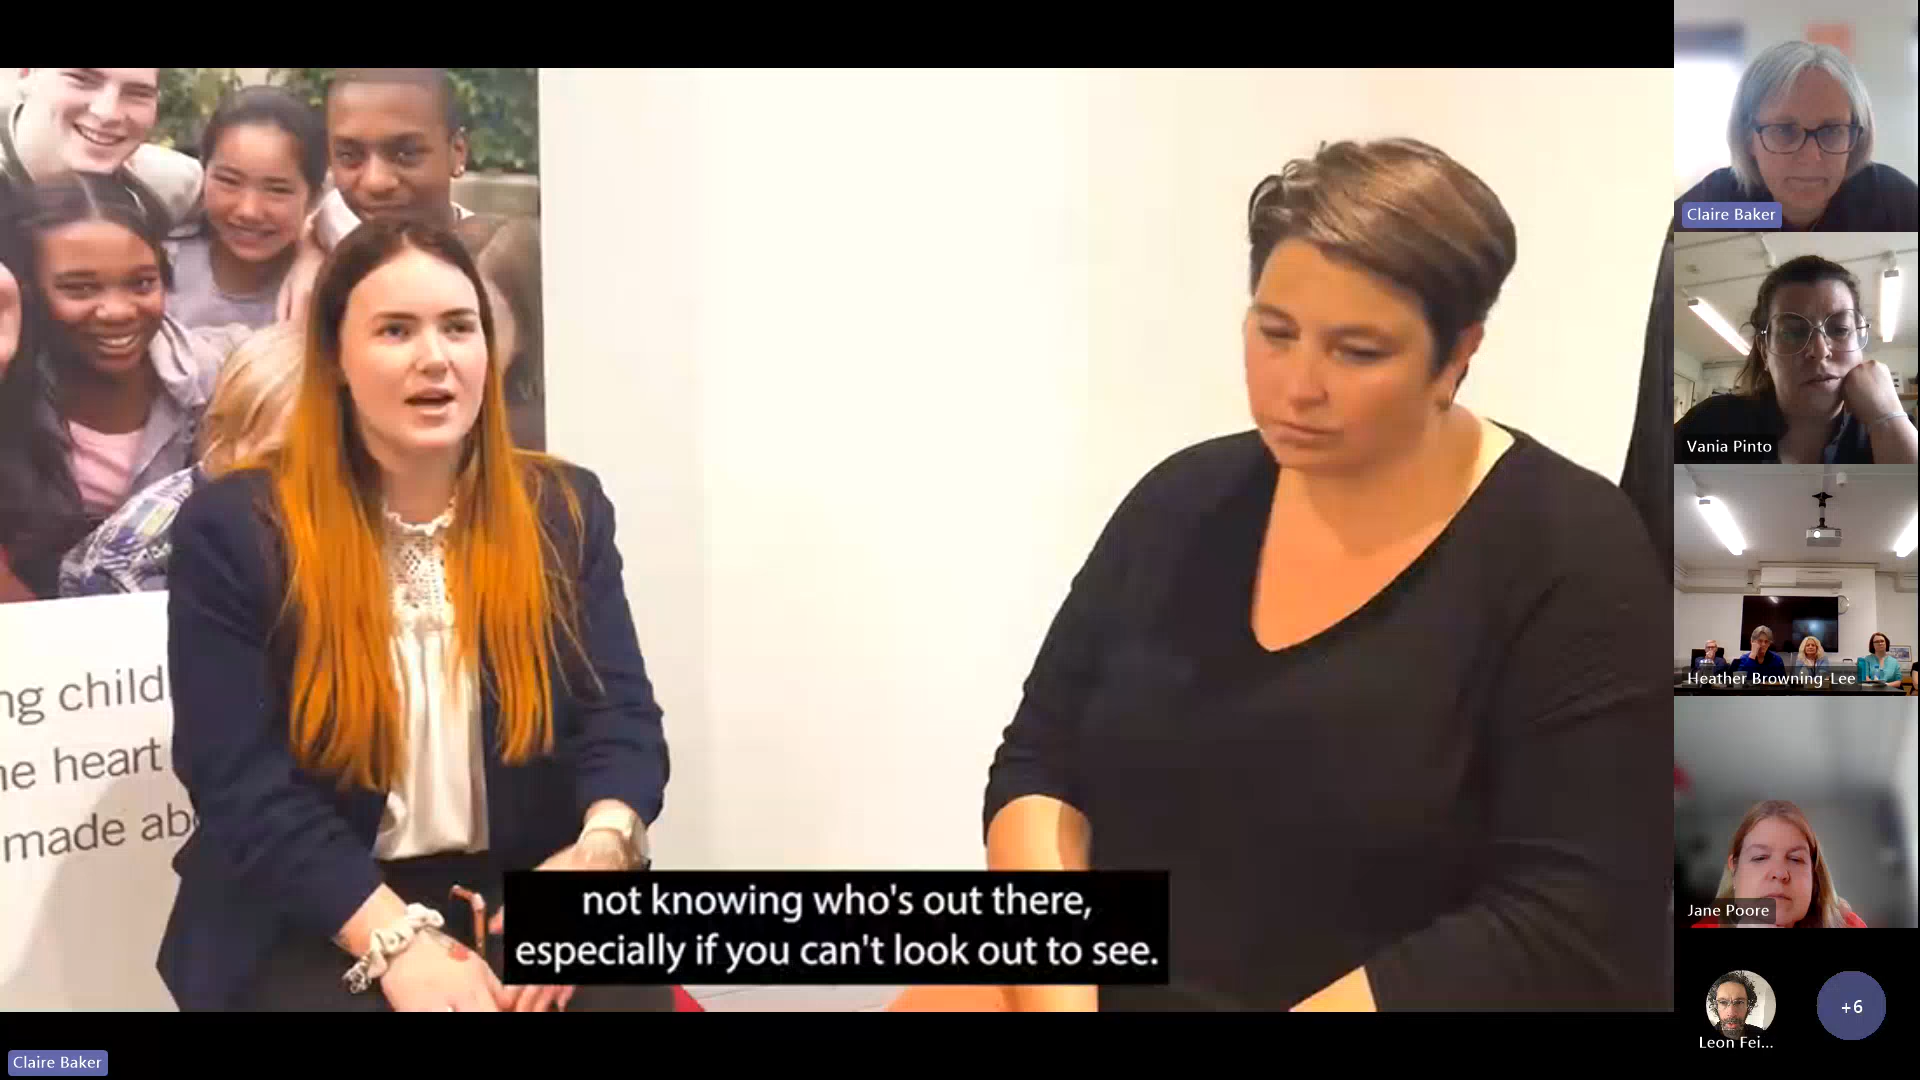 ng child
he heart
made ab
not knowing who's out there,
especially if you can't look out to see.
Claire Baker
Claire Baker
Vania Pinto
Heather Browning-Lee
Jane Poore
Leon Fei...
+6